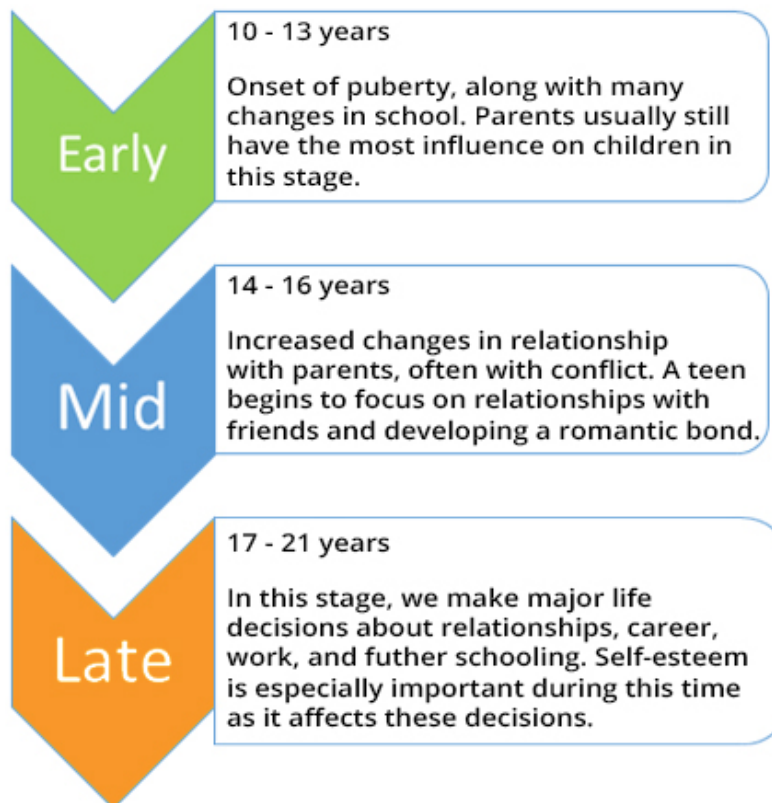 Early
10 - 13 years
Onset of puberty, along with many
changes in school. Parents usually still
have the most influence on children in
this stage.
Mid
14 - 16 years
Increased changes in relationship
with parents, often with conflict. A teen
begins to focus on relationships with
friends and developing a romantic bond.
Late
17 - 21 years
In this stage, we make major life
decisions about relationships, career,
work, and futher schooling. Self-esteem
is especially important during this time
as it affects these decisions.